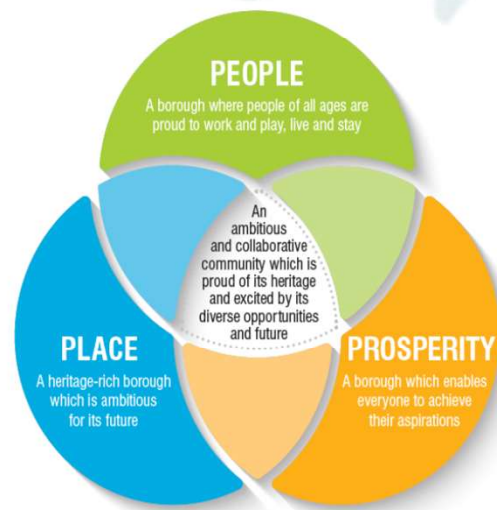 PEOPLE
A borough where people of all ages are
proud to work and play, live and stay
An
ambitious
and collaborative
community which is
proud of its heritage
and excited by its
diverse opportunities
and future
PLACE
A heritage-rich borough
which is ambitious
for its future
PROSPERITY
A borough which enables
everyone to achieve
their aspirations